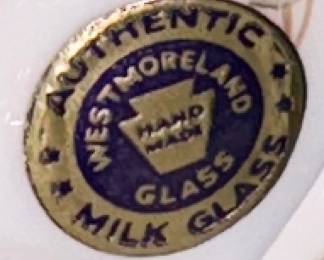 AUTHENTIC
WESTMORELAND
HAND
MADE
GLASS
MILK GLASS